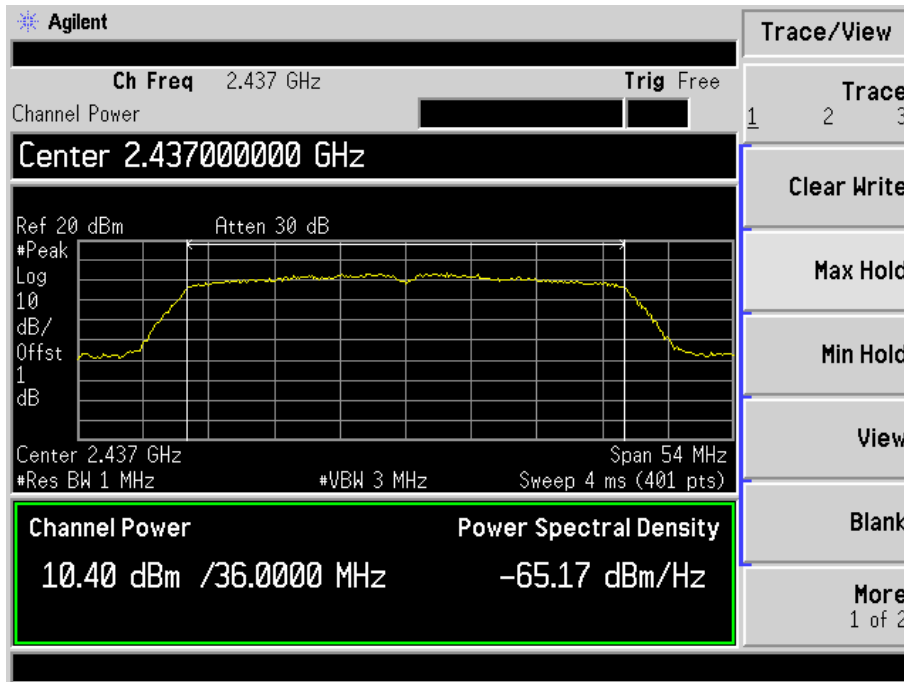 Agilent
Trace/View
Ch Freq 2.437 GHz Trig Free
Channel Power
Trace
1 2 3
Center 2.437000000 GHz
Clear Write
Ref 20 dBm Atten 30 dB
#Peak
Log
10
dB/
Offst
1
dB
Max Hold
Min Hold
View
Center 2.437 GHz Span 54 MHz
#Res BW 1 MHz #VBW 3 MHz Sweep 4 ms (401 pts)
Channel Power Power Spectral Density
10.40 dBm /36.0000 MHz -65.17 dBm/Hz
Blank
More
1 of 2